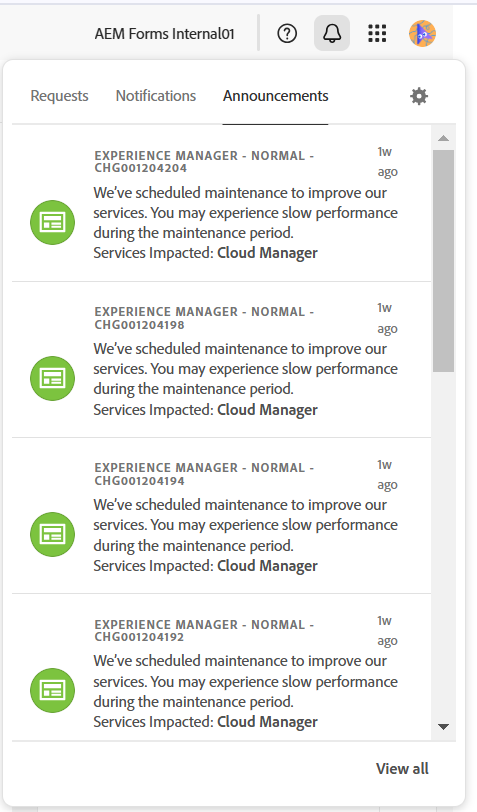 AEM Forms Internal01
Requests Notifications Announcements
EXPERIENCE MANAGER - NORMAL - 1w
CHG001204204 ago
We've scheduled maintenance to improve our
services. You may experience slow performance
during the maintenance period.
Services Impacted: Cloud Manager
EXPERIENCE MANAGER - NORMAL - 1w
CHG001204198 ago
We've scheduled maintenance to improve our
services. You may experience slow performance
during the maintenance period.
Services Impacted: Cloud Manager
EXPERIENCE MANAGER - NORMAL - 1w
CHG001204194 ago
We've scheduled maintenance to improve our
services. You may experience slow performance
during the maintenance period.
Services Impacted: Cloud Manager
EXPERIENCE MANAGER - NORMAL - 1w
CHG001204192 ago
We've scheduled maintenance to improve our
services. You may experience slow performance
during the maintenance period.
Services Impacted: Cloud Manager
View all